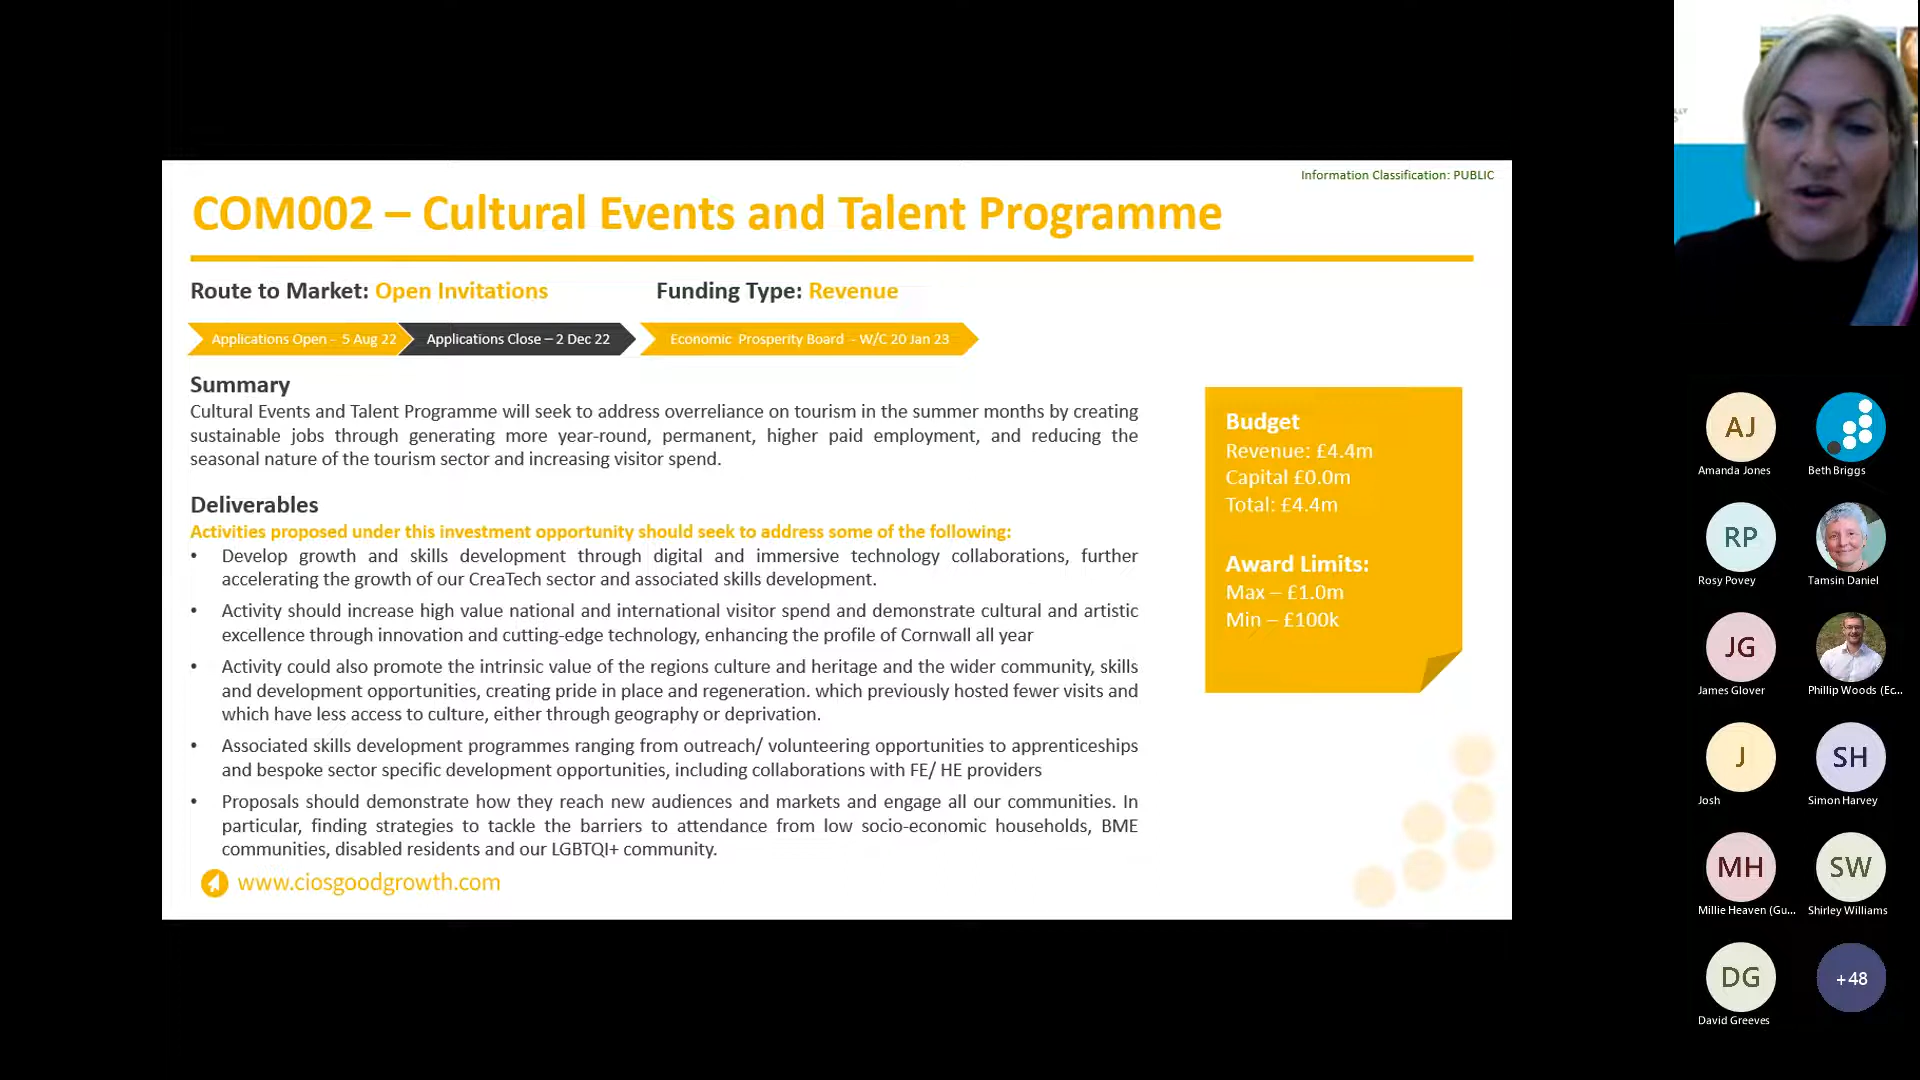 Information Classification: PUBLIC
COM002 – Cultural Events and Talent Programme
Route to Market: Open Invitations
Funding Type: Revenue
Applications Open - 5 Aug 22
Applications Close – 2 Dec 22
Economic Prosperity Board – W/C 20 Jan 23
Summary
Cultural Events and Talent Programme will seek to address overreliance on tourism in the summer months by creating
sustainable jobs through generating more year-round, permanent, higher paid employment, and reducing the
seasonal nature of the tourism sector and increasing visitor spend.
Deliverables
Activities proposed under this investment opportunity should seek to address some of the following:
• Develop growth and skills development through digital and immersive technology collaborations, further
accelerating the growth of our CreaTech sector and associated skills development.
• Activity should increase high value national and international visitor spend and demonstrate cultural and artistic
excellence through innovation and cutting-edge technology, enhancing the profile of Cornwall all year
• Activity could also promote the intrinsic value of the regions culture and heritage and the wider community, skills
and development opportunities, creating pride in place and regeneration. which previously hosted fewer visits and
which have less access to culture, either through geography or deprivation.
• Associated skills development programmes ranging from outreach/ volunteering opportunities to apprenticeships
and bespoke sector specific development opportunities, including collaborations with FE/ HE providers
• Proposals should demonstrate how they reach new audiences and markets and engage all our communities. In
particular, finding strategies to tackle the barriers to attendance from low socio-economic households, BME
communities, disabled residents and our LGBTQI+ community.
www.ciosgoodgrowth.com
Budget
Revenue: £4.4m
Capital £0.0m
Total: £4.4m
Award Limits:
Max – £1.0m
Min – £100k
AJ
Amanda Jones
Beth Briggs
RP
Rosy Povey
Tamsin Daniel
JG
James Glover
Phillip Woods (Ec...
J
Josh
SH
Simon Harvey
MH
Millie Heaven (Gu...
SW
Shirley Williams
DG
David Greeves
+48